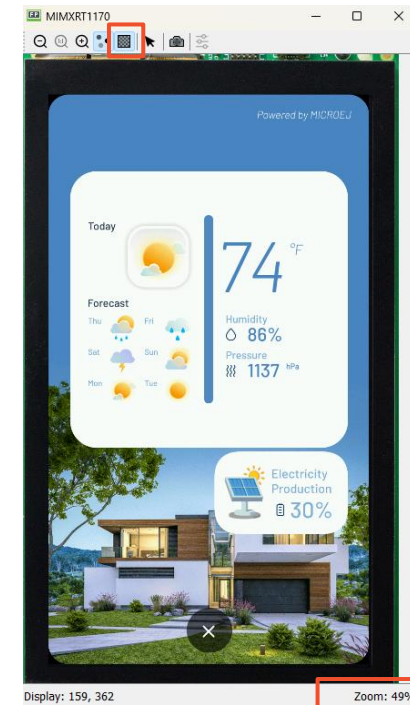 MIMXRT1170
Powered by MICROEJ
Today
74 °F
Forecast
Thu Fri
Sat Sun
Mon Tue
Humidity
86%
Pressure
1137 hPa
Electricity
Production
30%
Display: 159, 362
Zoom: 49%